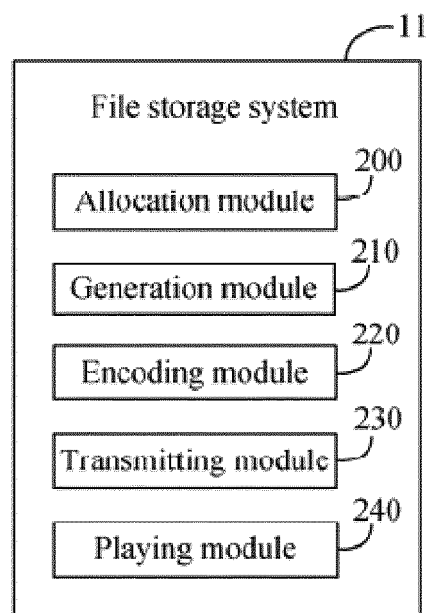 11
File storage system
200
Allocation module
210
Generation module
220
Encoding module
230
Transmitting module
240
Playing module